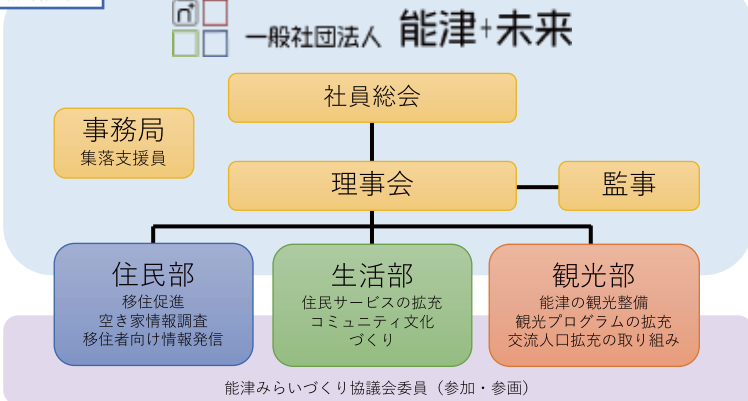 一般社団法人 能津+未来
社員総会
事務局
集落支援員
理事会
監事
住民部
移住促進
空き家情報調査
移住者向け情報発信
生活部
住民サービスの拡充
コミュニティ文化
づくり
観光部
能津の観光整備
観光プログラムの拡充
交流人口拡充の取り組み
能津みらいづくり協議会委員（参加・参画）